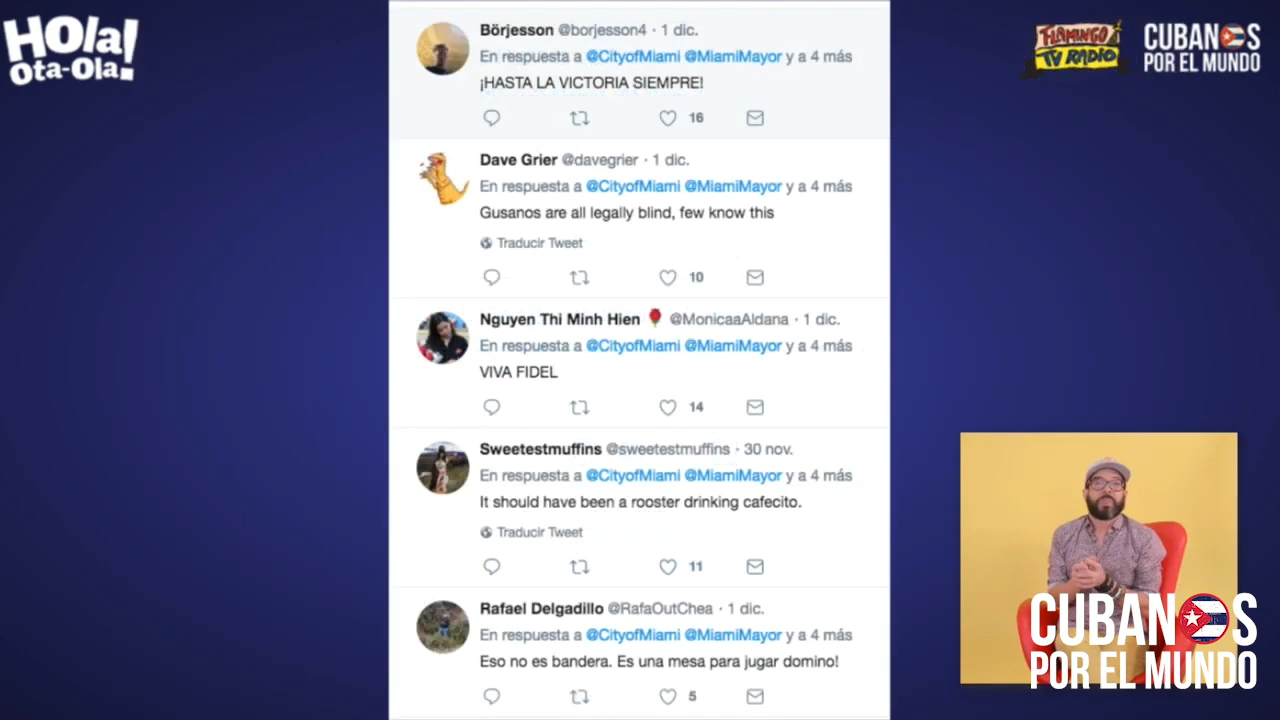 HOla!
Ota-Ola!
FLAMINGO
TV RADIO
CUBANOS
POR EL MUNDO
Börjesson @borjesson4 · 1 dic.
En respuesta a @CityofMiami @MiamiMayor y a 4 más
¡HASTA LA VICTORIA SIEMPRE!
16
Dave Grier @davegrier · 1 dic.
En respuesta a @CityofMiami @MiamiMayor y a 4 más
Gusanos are all legally blind, few know this
Traducir Tweet
10
Nguyen Thi Minh Hien 🌹 @MonicaaAldana · 1 dic.
En respuesta a @CityofMiami @MiamiMayor y a 4 más
VIVA FIDEL
14
Sweetestmuffins @sweetestmuffins · 30 nov.
En respuesta a @CityofMiami @MiamiMayor y a 4 más
It should have been a rooster drinking cafecito.
Traducir Tweet
11
Rafael Delgadillo @RafaOutChea · 1 dic.
En respuesta a @CityofMiami @MiamiMayor y a 4 más
Eso no es bandera. Es una mesa para jugar domino!
5
CUBANOS
POR EL MUNDO